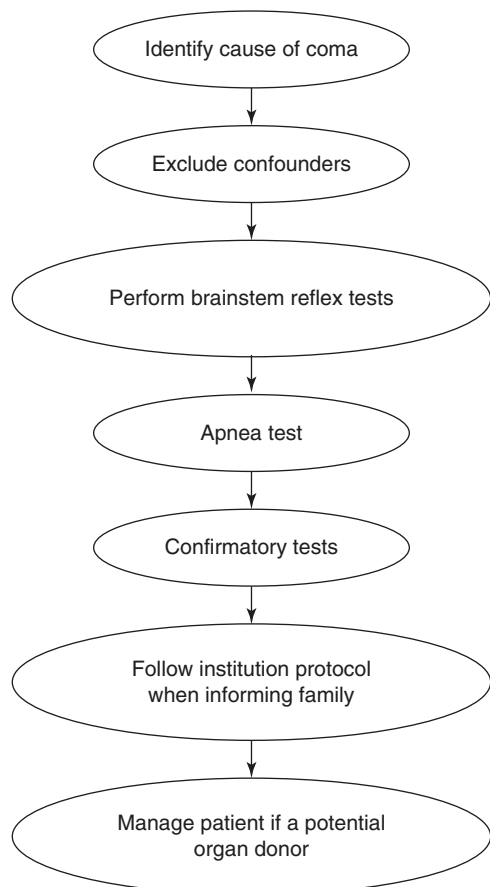 Identify cause of coma
Exclude confounders
Perform brainstem reflex tests
Apnea test
Confirmatory tests
Follow institution protocol
when informing family
Manage patient if a potential
organ donor